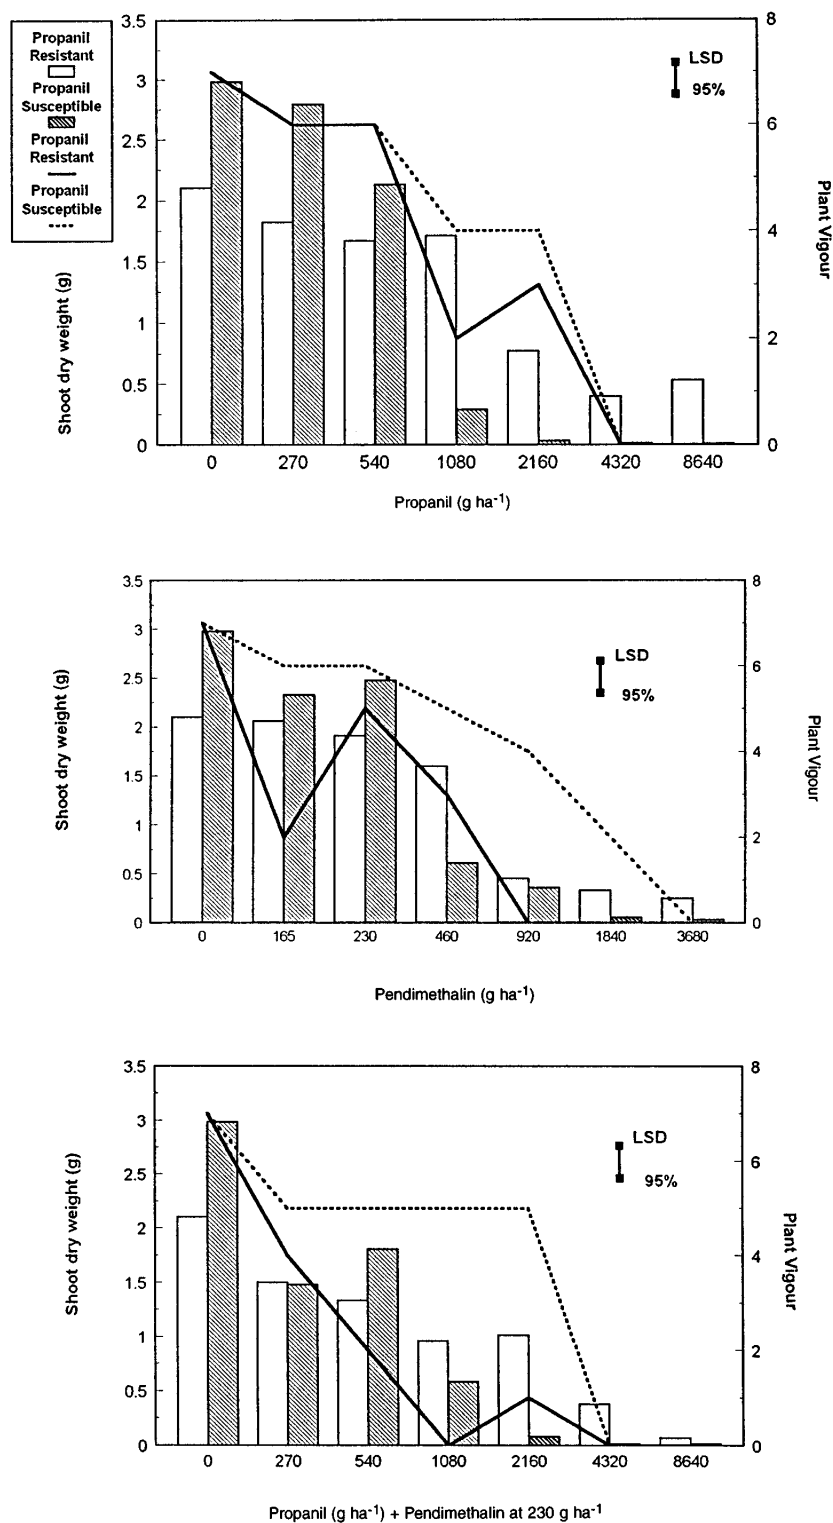 Propanil
Resistant
Propanil
Susceptible
Propanil
Resistant
Propanil
Susceptible
3.5
3
2.5
2
1.5
1
0.5
0
Shoot dry weight (g)
8
6
4
2
0
Plant Vigour
LSD
95%
0 270 540 1080 2160 4320 8640
Propanil (g ha-1)
3.5
3
2.5
2
1.5
1
0.5
0
Shoot dry weight (g)
8
6
4
2
0
Plant Vigour
LSD
95%
0 165 230 460 920 1840 3680
Pendimethalin (g ha-1)
3.5
3
2.5
2
1.5
1
0.5
0
Shoot dry weight (g)
8
6
4
2
0
Plant Vigour
LSD
95%
0 270 540 1080 2160 4320 8640
Propanil (g ha-1) + Pendimethalin at 230 g ha-1